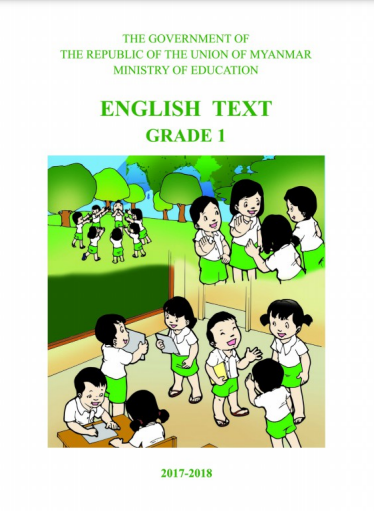 THE GOVERNMENT OF
THE REPUBLIC OF THE UNION OF MYANMAR
MINISTRY OF EDUCATION
ENGLISH TEXT
GRADE 1
2017-2018